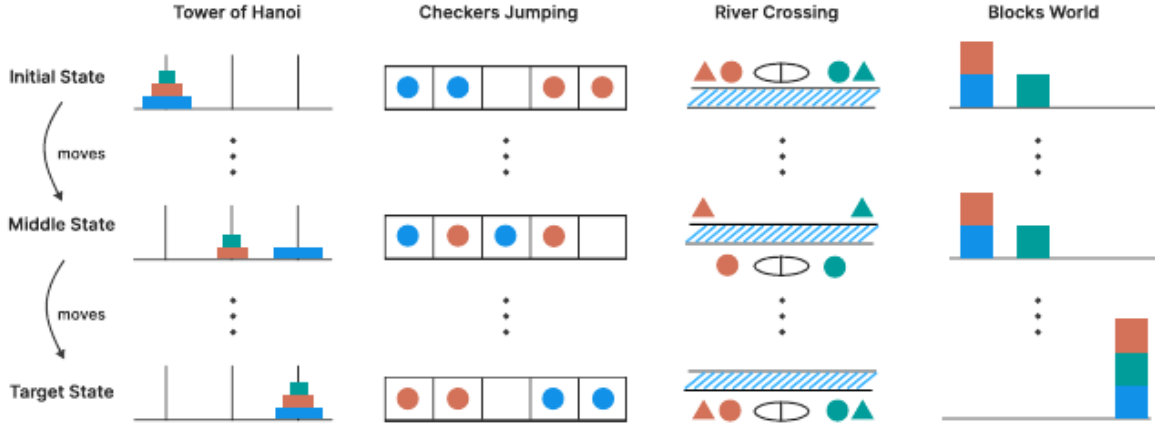 Tower of Hanoi
Checkers Jumping
River Crossing
Blocks World
Initial State
moves
Middle State
moves
Target State